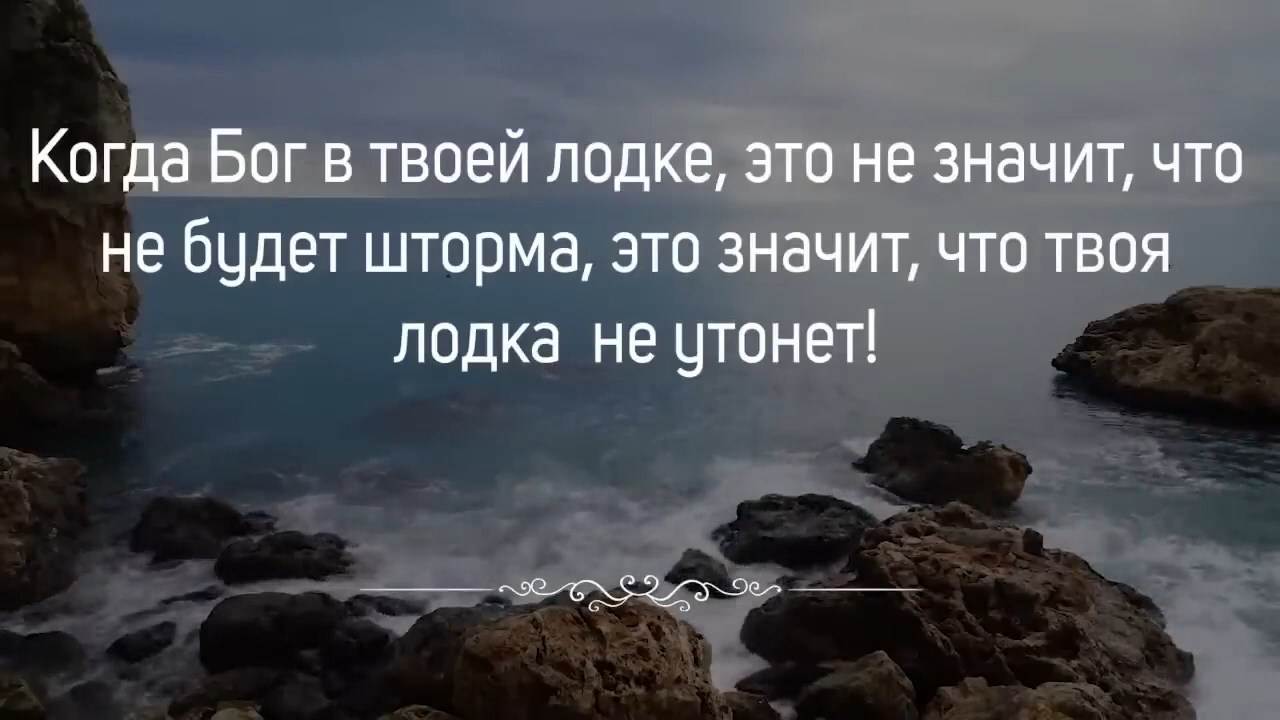 Когда Бог в твоей лодке, это не значит, что
не будет шторма, это значит, что твоя
лодка  не утонет!